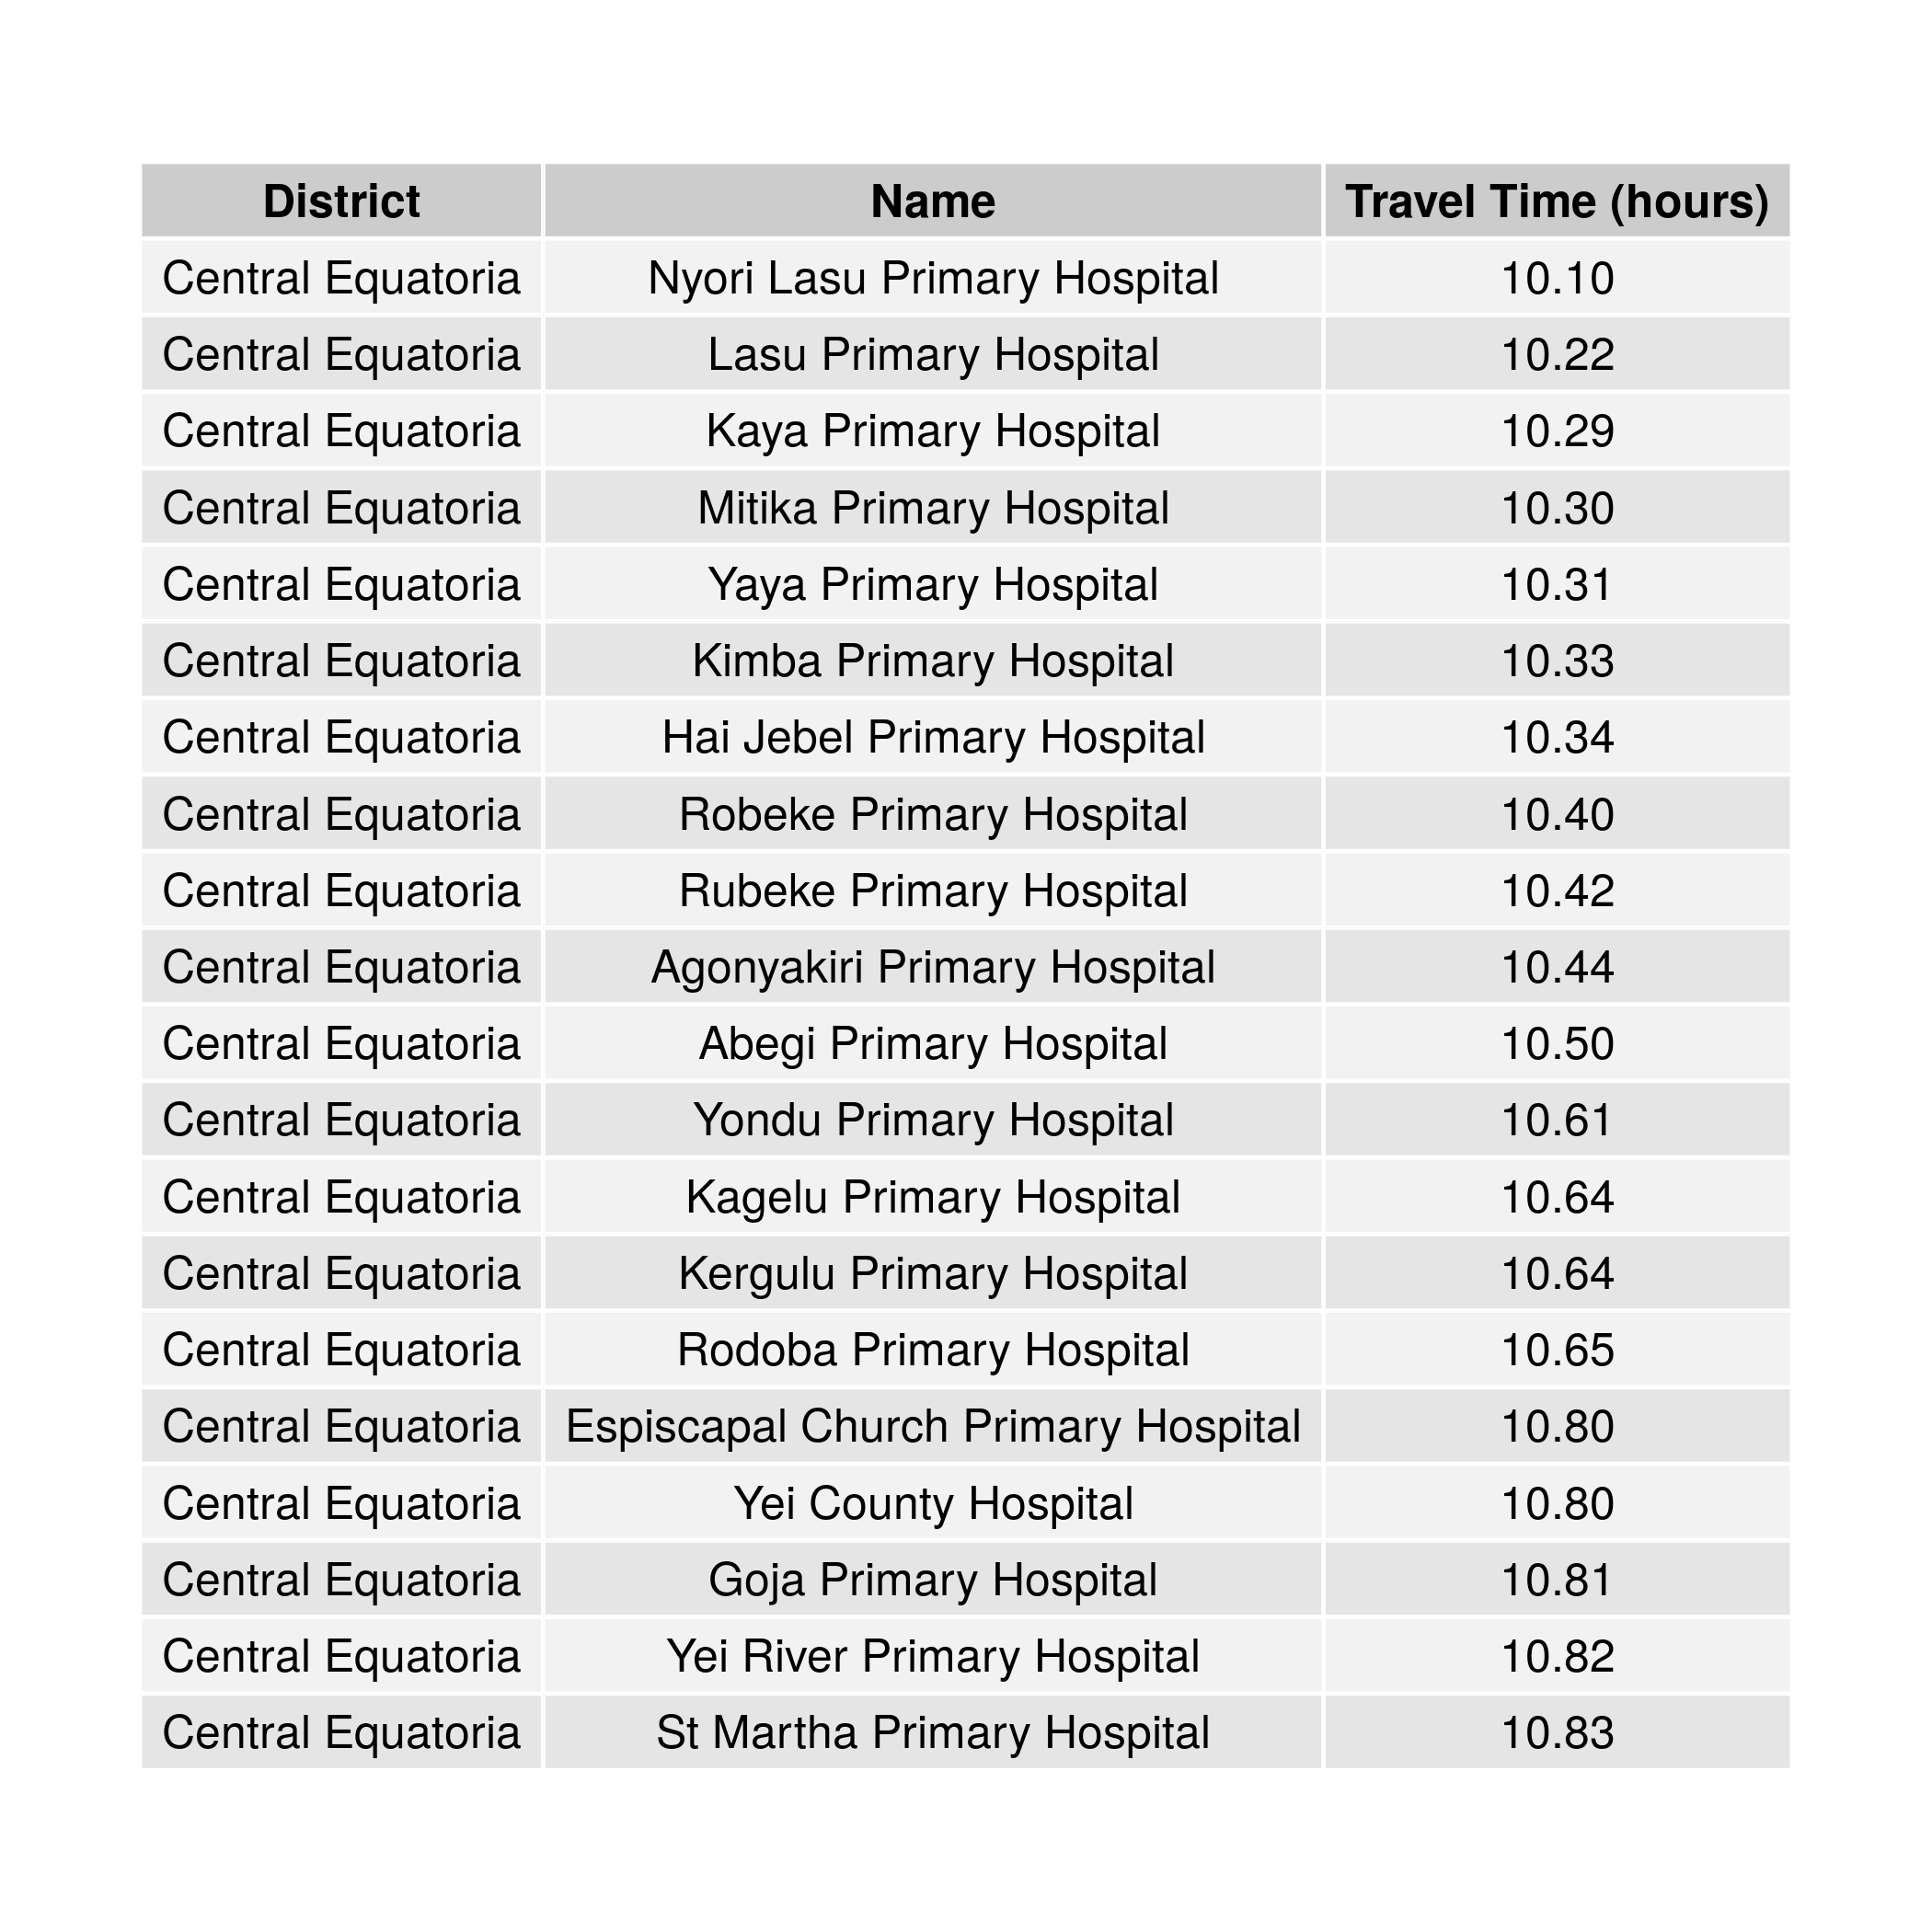 District Name Travel Time (hours)
Central Equatoria Nyori Lasu Primary Hospital 10.10
Central Equatoria Lasu Primary Hospital 10.22
Central Equatoria Kaya Primary Hospital 10.29
Central Equatoria Mitika Primary Hospital 10.30
Central Equatoria Yaya Primary Hospital 10.31
Central Equatoria Kimba Primary Hospital 10.33
Central Equatoria Hai Jebel Primary Hospital 10.34
Central Equatoria Robeke Primary Hospital 10.40
Central Equatoria Rubeke Primary Hospital 10.42
Central Equatoria Agonyakiri Primary Hospital 10.44
Central Equatoria Abegi Primary Hospital 10.50
Central Equatoria Yondu Primary Hospital 10.61
Central Equatoria Kagelu Primary Hospital 10.64
Central Equatoria Kergulu Primary Hospital 10.64
Central Equatoria Rodoba Primary Hospital 10.65
Central Equatoria Espiscapal Church Primary Hospital 10.80
Central Equatoria Yei County Hospital 10.80
Central Equatoria Goja Primary Hospital 10.81
Central Equatoria Yei River Primary Hospital 10.82
Central Equatoria St Martha Primary Hospital 10.83